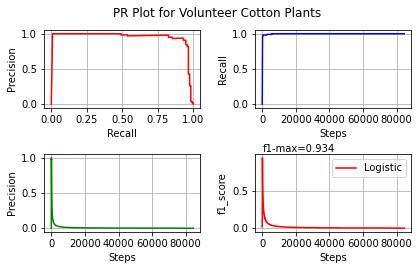 PR Plot for Volunteer Cotton Plants
1.0
0.5
0.0
Precision
0.00 0.25 0.50 0.75 1.00
Recall
1.0
0.5
0.0
Recall
0 20000 40000 60000 80000
Steps
1.0
0.5
0.0
Precision
0 20000 40000 60000 80000
Steps
f1-max=0.934
Logistic
0.5
0.0
f1_score
0 20000 40000 60000 80000
Steps